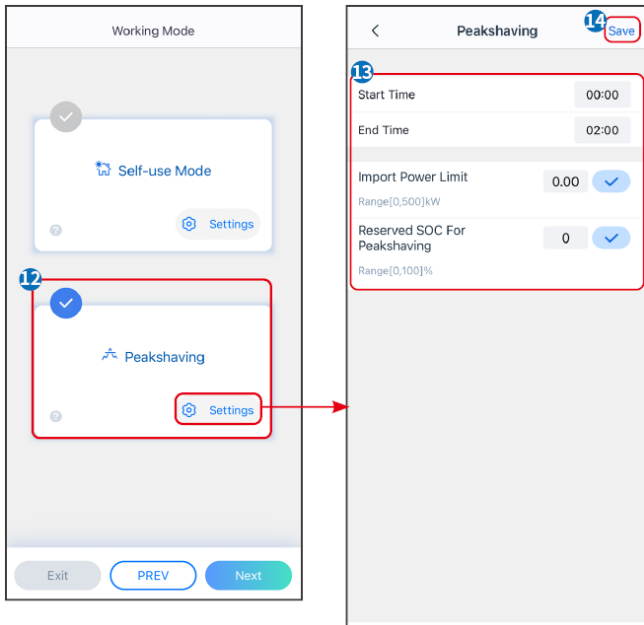 Working Mode
Self-use Mode
? Settings
12
Peakshaving
? Settings
Exit PREV Next
14
< Peakshaving Save
13
Start Time 00:00
End Time 02:00
Import Power Limit 0.00
Range[0,500]kW
Reserved SOC For
Peakshaving 0
Range[0,100]%